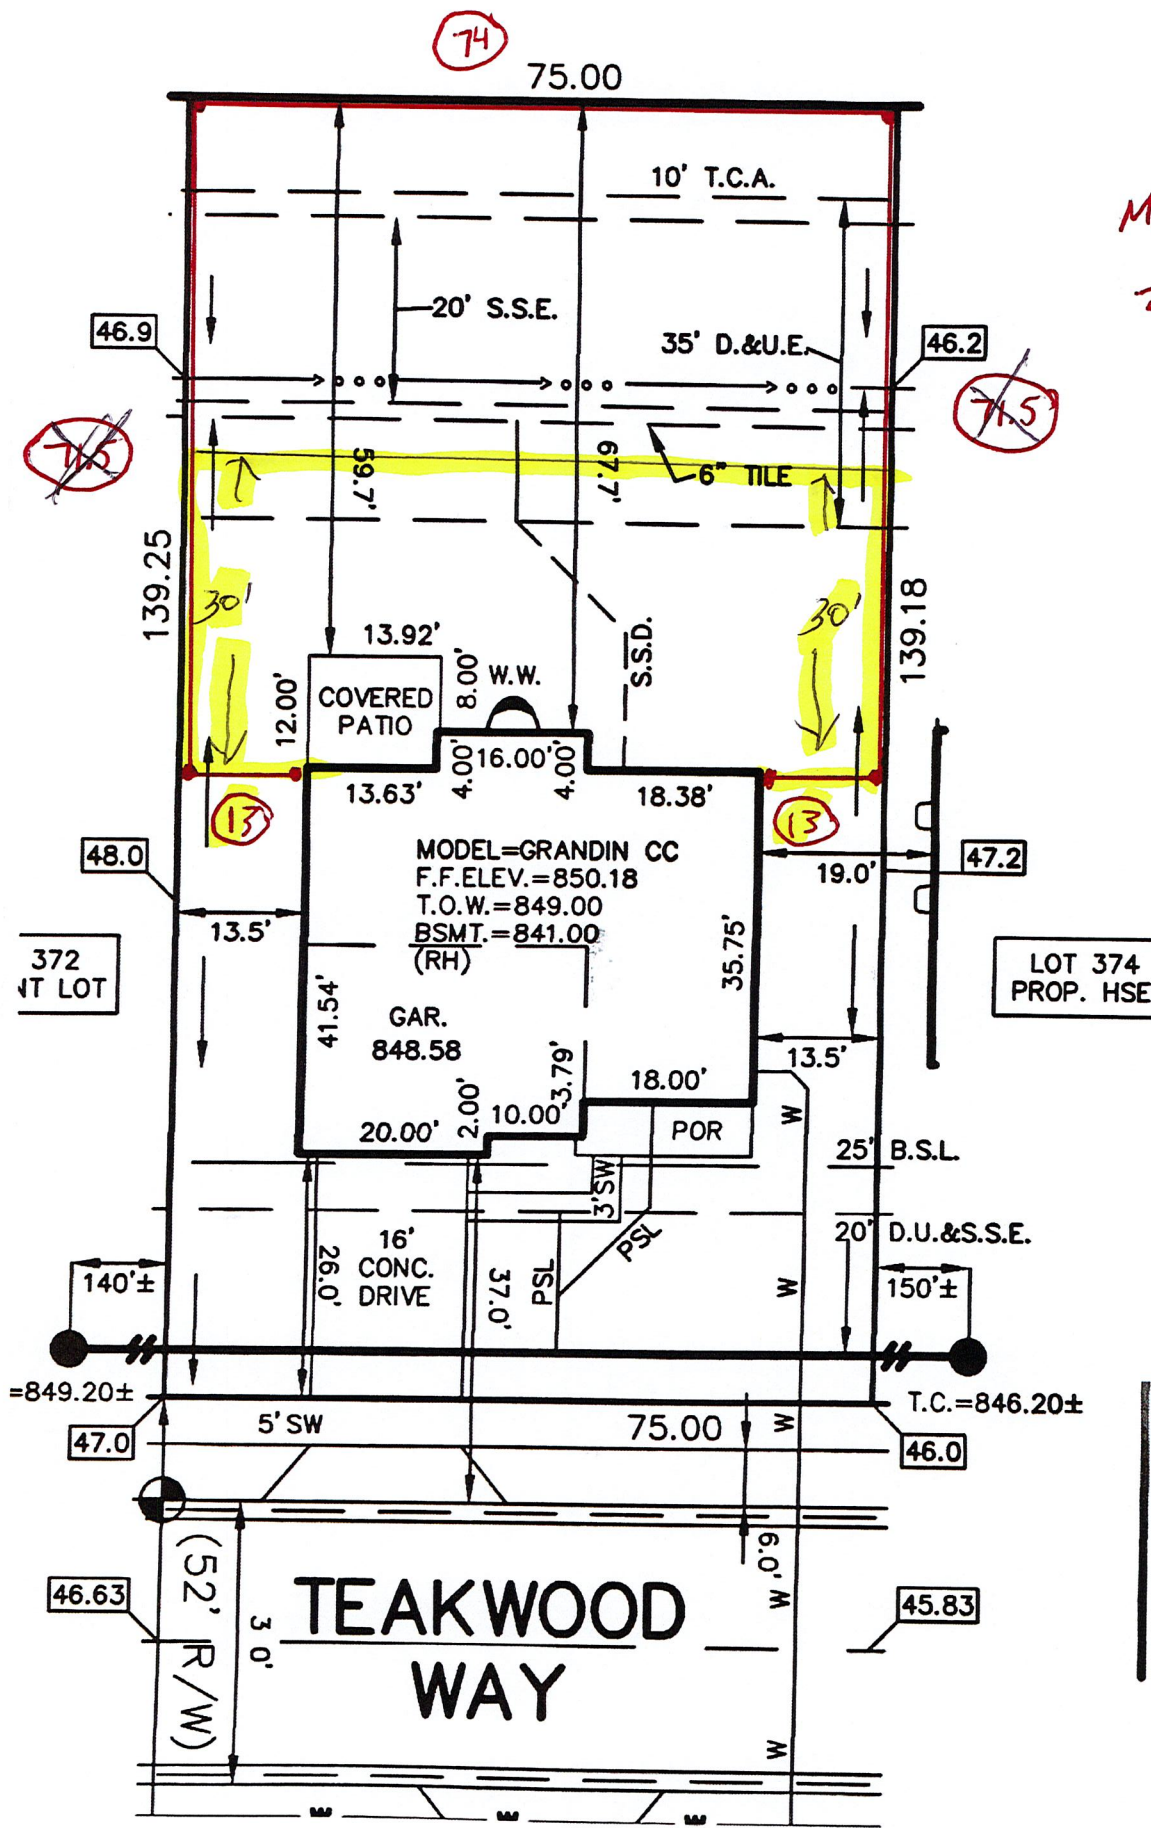 74
75.00
10' T.C.A.
M
20' S.S.E.
46.9
35' D.&U.E.
46.2
71.5
71.5
59.7'
67.7'
6" TILE
139.25
139.18
30'
30'
13.92'
8.00'
W.W.
S.S.D.
COVERED
PATIO
12.00'
4.00'
16.00'
4.00'
13.63'
18.38'
13
13
MODEL=GRANDIN CC
F.F.ELEV.=850.18
T.O.W.=849.00
BSMT.=841.00
(RH)
48.0
47.2
19.0'
13.5'
35.75'
372
NT LOT
LOT 374
PROP. HSE
41.54'
GAR.
848.58
13.5'
3.79'
18.00'
2.00'
10.00'
20.00'
POR
W
25' B.S.L.
3'SW
20' D.U.&S.S.E.
PSL
PSL
16'
CONC.
DRIVE
26.0'
37.0'
140'±
150'±
W
=849.20±
T.C.=846.20±
5' SW
75.00
W
47.0
46.0
6.0'
(52' R/W)
30'
46.63
45.83
W
TEAKWOOD
WAY
W
W
W
W